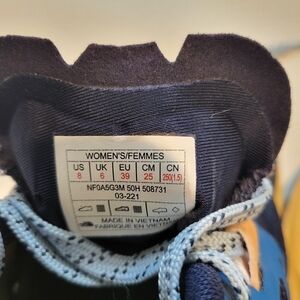 WOMEN'S/FEMMES
US UK EU CM CN
8 6 39 25 250(1.5)
NF0A5G3M 50H 508731
03-221
MADE IN VIETNAM
FABRIQUÉ EN VIETNAM